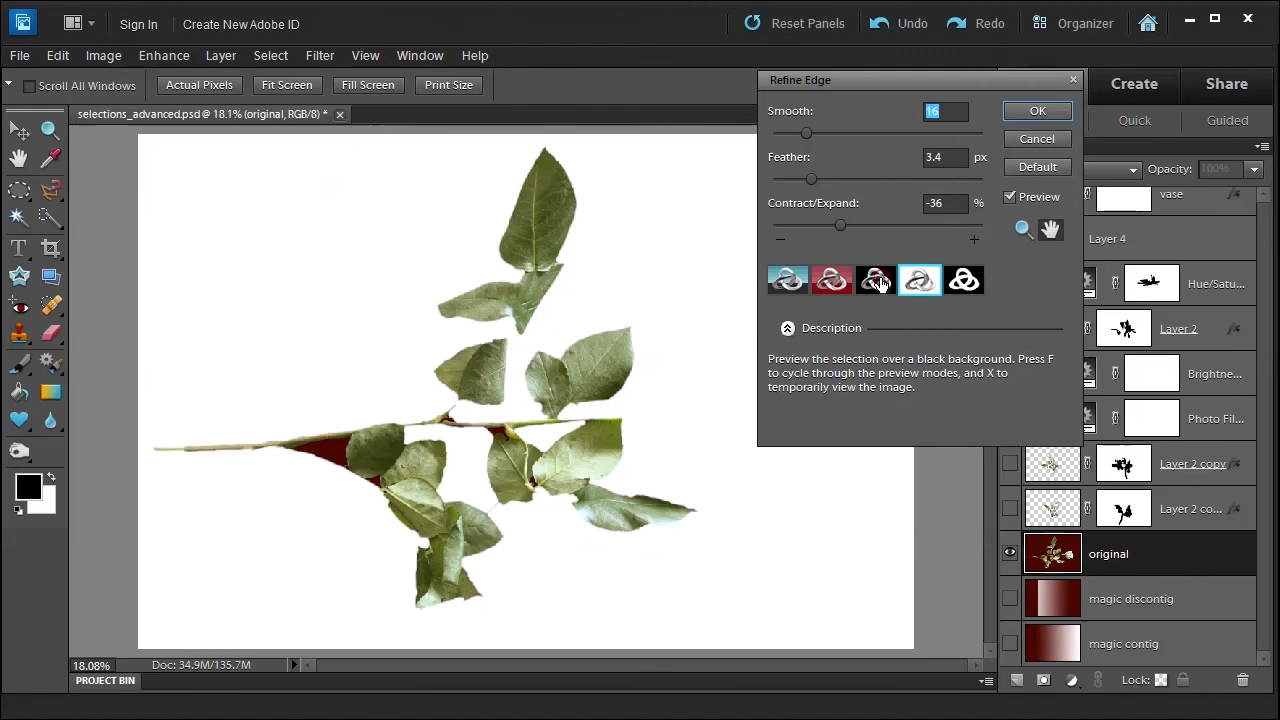 Sign In
Create New Adobe ID
Reset Panels
Undo
Redo
Organizer
File Edit Image Enhance Layer Select Filter View Window Help
Scroll All Windows
Actual Pixels
Fit Screen
Fill Screen
Print Size
Create
Share
selections_advanced.psd @ 18.1% (original, RGB/8) *
Quick
Guided
Refine Edge
Smooth: 16
OK
Cancel
Feather: 3.4 px
Default
Preview
Contract/Expand: -36 %
Description
Preview the selection over a black background. Press F
to cycle through the preview modes, and X to
temporarily view the image.
Opacity: 100%
vase
Layer 4
Hue/Satu...
Layer 2
Brightne...
Photo Fil...
Layer 2 copy
Layer 2 co...
original
magic discontig
magic contig
Lock:
18.08%
Doc: 34.9M/135.7M
PROJECT BIN